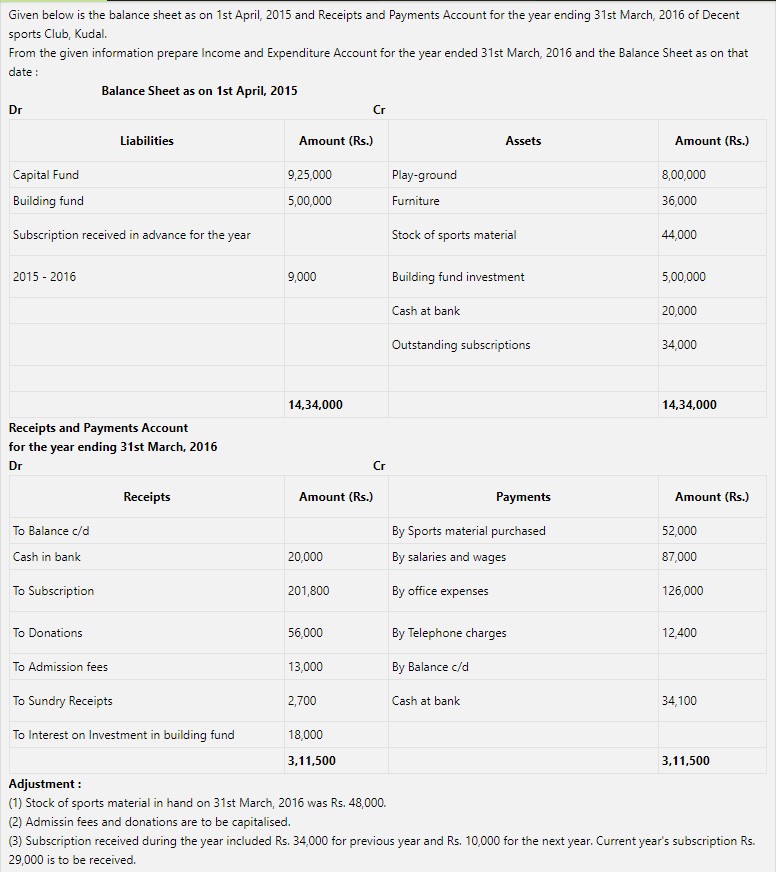 Given below is the balance sheet as on 1st April, 2015 and Receipts and Payments Account for the year ending 31st March, 2016 of Decent
sports Club, Kudal.
From the given information prepare Income and Expenditure Account for the year ended 31st March, 2016 and the Balance Sheet as on that
date :
Balance Sheet as on 1st April, 2015
Dr Cr
Liabilities Amount (Rs.) Assets Amount (Rs.)
Capital Fund 9,25,000 Play-ground 8,00,000
Building fund 5,00,000 Furniture 36,000
Subscription received in advance for the year Stock of sports material 44,000
2015 - 2016 9,000 Building fund investment 5,00,000
Cash at bank 20,000
Outstanding subscriptions 34,000
14,34,000 14,34,000
Receipts and Payments Account
for the year ending 31st March, 2016
Dr Cr
Receipts Amount (Rs.) Payments Amount (Rs.)
To Balance c/d By Sports material purchased 52,000
Cash in bank 20,000 By salaries and wages 87,000
To Subscription 201,800 By office expenses 126,000
To Donations 56,000 By Telephone charges 12,400
To Admission fees 13,000 By Balance c/d
To Sundry Receipts 2,700 Cash at bank 34,100
To Interest on Investment in building fund 18,000
3,11,500 3,11,500
Adjustment :
(1) Stock of sports material in hand on 31st March, 2016 was Rs. 48,000.
(2) Admissin fees and donations are to be capitalised.
(3) Subscription received during the year included Rs. 34,000 for previous year and Rs. 10,000 for the next year. Current year's subscription Rs.
29,000 is to be received.